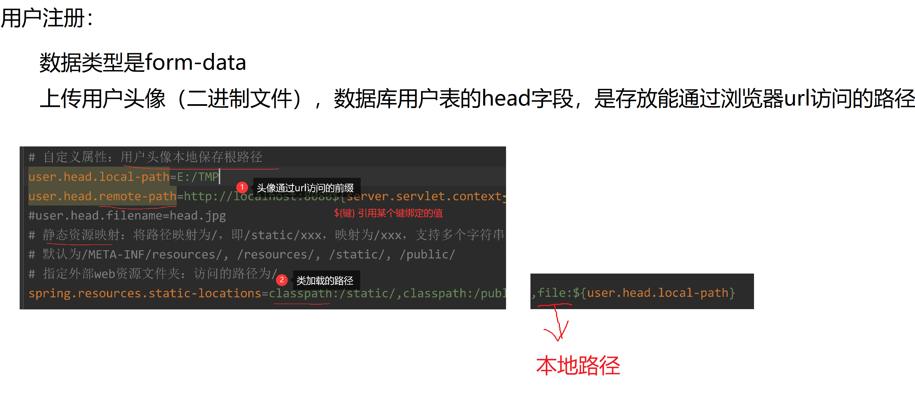 用户注册：
数据类型是form-data
上传用户头像（二进制文件），数据库用户表的head字段，是存放能通过浏览器url访问的路径
# 自定义属性：用户头像本地保存根路径
user.head.local-path=E:/TMP
1 头像通过url访问的前缀
user.head.remote-path=http://localhost:8080${server.servlet.context-
#user.head.filename=head.jpg
${键} 引用某个键绑定的值
# 静态资源映射：将路径映射为/，即/static/xxx，映射为/xxx，支持多个字符串
# 默认为/META-INF/resources/, /resources/, /static/, /public/
# 指定外部web资源文件夹：访问的路径为/
2 类加载的路径
spring.resources.static-locations=classpath:/static/,classpath:/publ
,file:${user.head.local-path}
本地路径